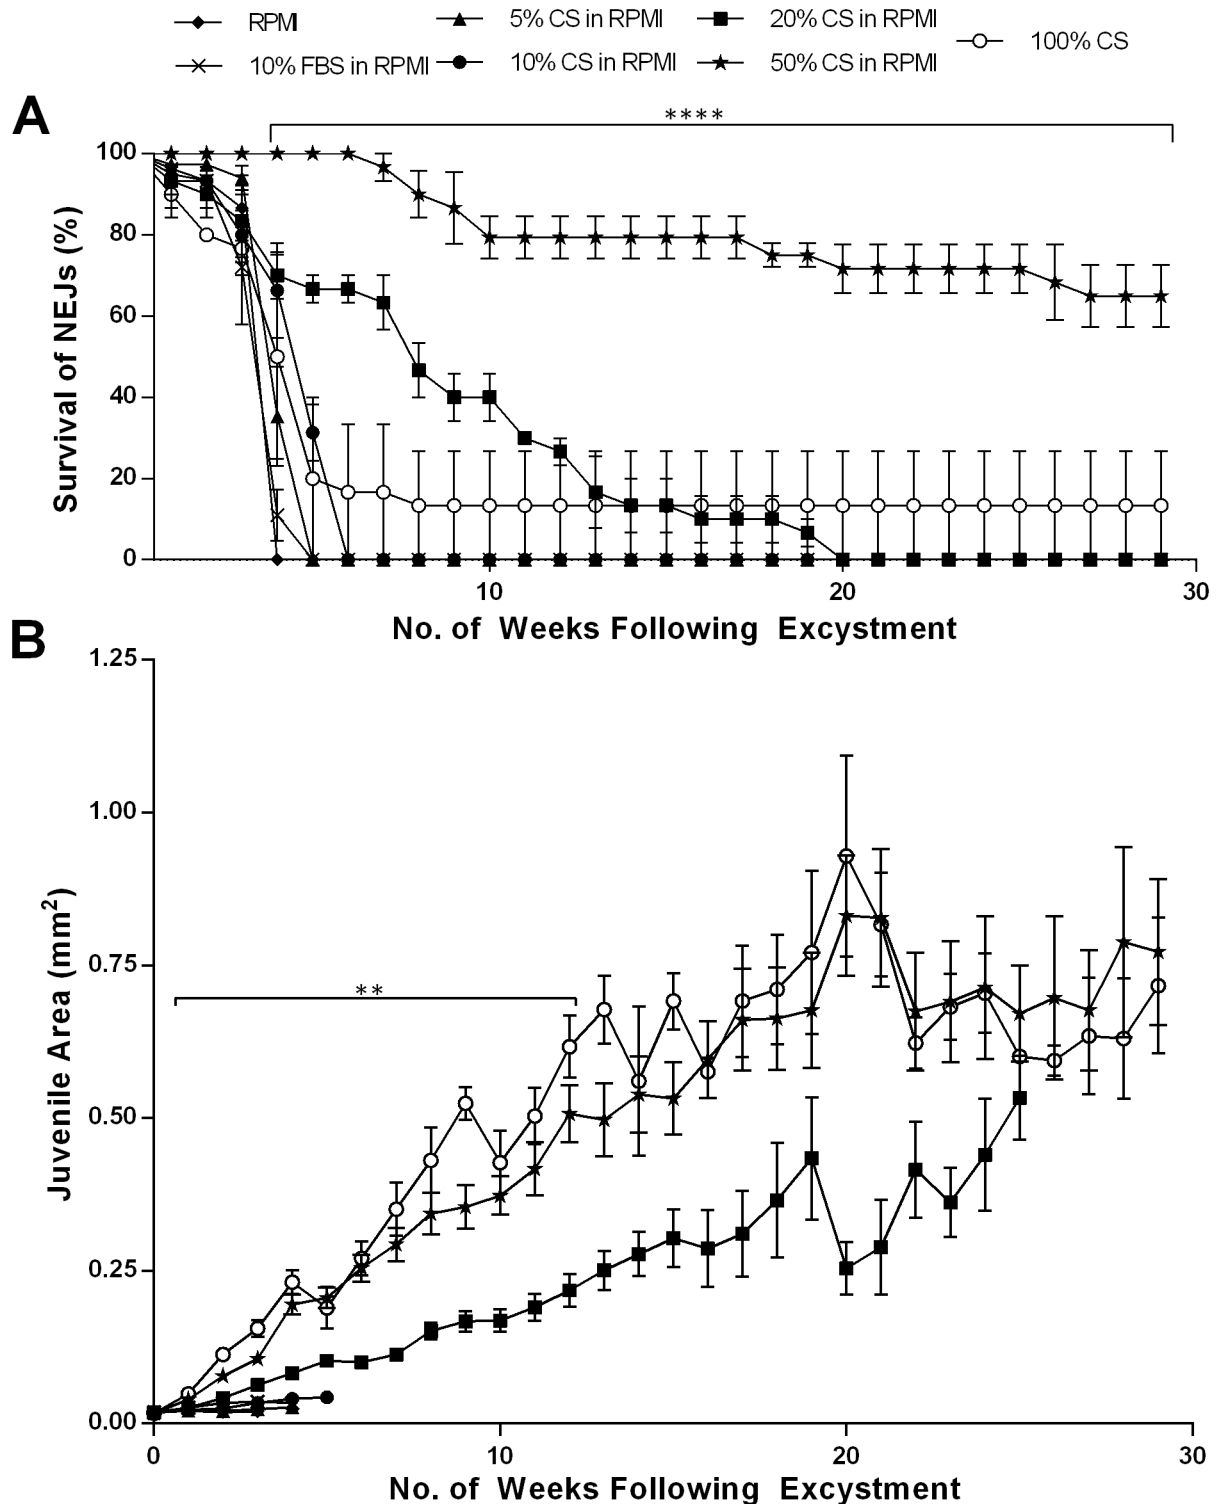 RPMI
5% CS in RPMI
20% CS in RPMI
100% CS
10% FBS in RPMI
10% CS in RPMI
50% CS in RPMI
A
****
100
80
60
40
20
0
Survival of NEJs (%)
10
20
30
No. of Weeks Following Excystment
B
1.25
1.00
0.75
0.50
0.25
0.00
Juvenile Area (mm²)
**
0
10
20
30
No. of Weeks Following Excystment